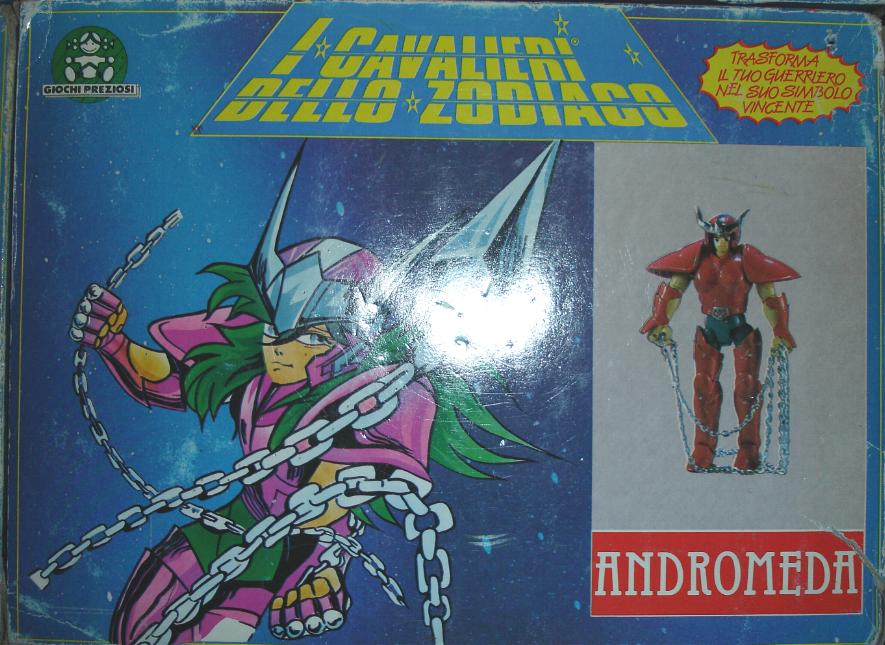 GIOCHI PREZIOSI
I CAVALIERI
DELLO ZODIACO
TRASFORMA
IL TUO GUERRIERO
NEL SUO SIMBOLO
VINCENTE
ANDROMEDA